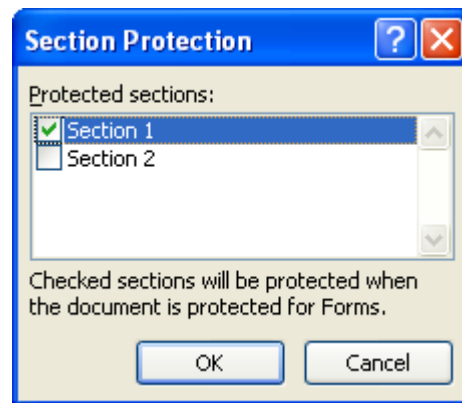 Section Protection
Protected sections:
Section 1
Section 2
Checked sections will be protected when
the document is protected for Forms.
OK Cancel